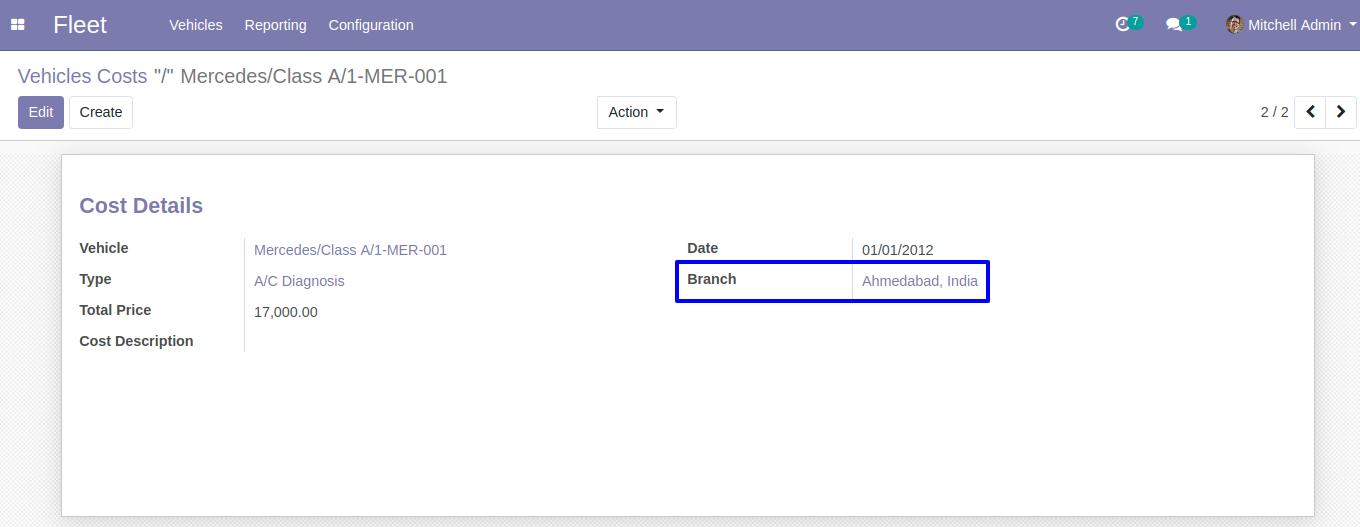 Fleet Vehicles Reporting Configuration 7 1 Mitchell Admin
Vehicles Costs "/" Mercedes/Class A/1-MER-001
Edit Create Action 2 / 2
Cost Details
Vehicle Mercedes/Class A/1-MER-001 Date 01/01/2012
Type A/C Diagnosis Branch Ahmedabad, India
Total Price 17,000.00
Cost Description